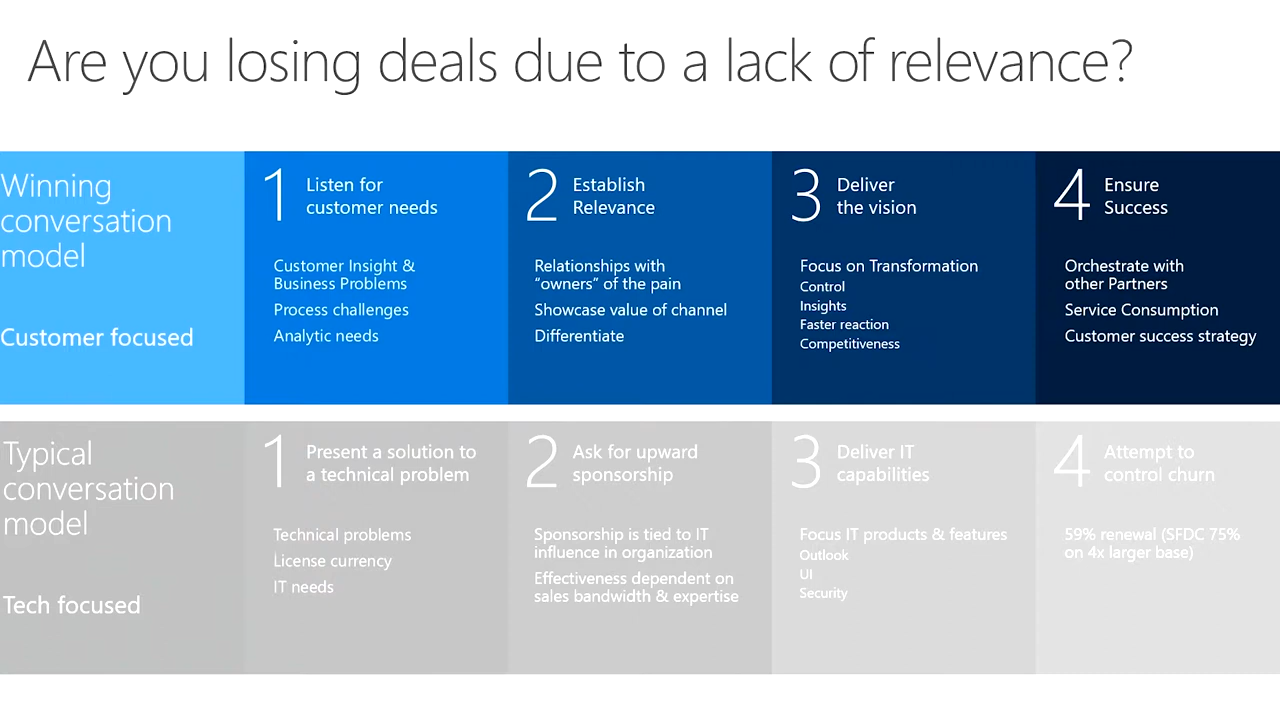 Are you losing deals due to a lack of relevance?
Winning
conversation
model
Customer focused
1
Listen for
customer needs
Customer Insight &
Business Problems
Process challenges
Analytic needs
2
Establish
Relevance
Relationships with
“owners” of the pain
Showcase value of channel
Differentiate
3
Deliver
the vision
Focus on Transformation
Control
Insights
Faster reaction
Competitiveness
4
Ensure
Success
Orchestrate with
other Partners
Service Consumption
Customer success strategy
Typical
conversation
model
Tech focused
1
Present a solution to
a technical problem
Technical problems
License currency
IT needs
2
Ask for upward
sponsorship
Sponsorship is tied to IT
influence in organization
Effectiveness dependent on
sales bandwidth & expertise
3
Deliver IT
capabilities
Focus IT products & features
Outlook
UI
Security
4
Attempt to
control churn
59% renewal (SFDC 75%
on 4x larger base)